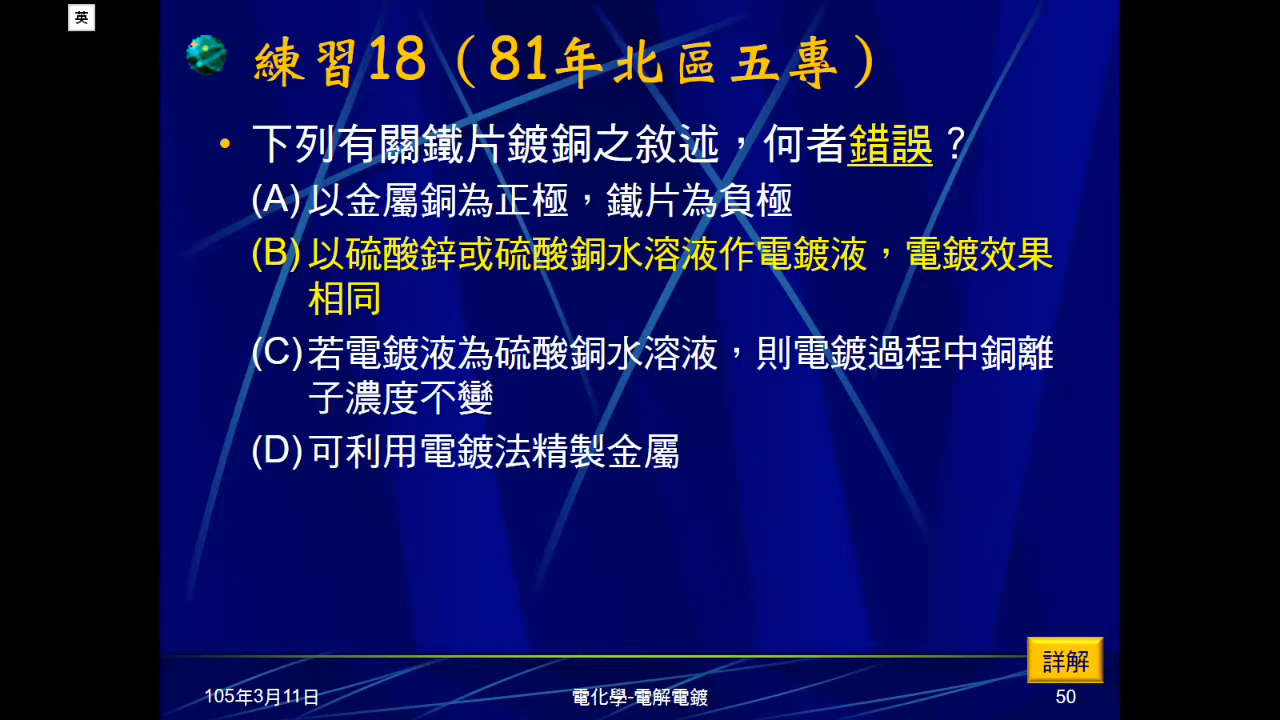 英
練習18（81年北區五專）
• 下列有關鐵片鍍銅之敘述，何者錯誤？
(A) 以金屬銅為正極，鐵片為負極
(B) 以硫酸鋅或硫酸銅水溶液作電鍍液，電鍍效果
相同
(C) 若電鍍液為硫酸銅水溶液，則電鍍過程中銅離
子濃度不變
(D) 可利用電鍍法精製金屬
詳解
105年3月11日
電化學-電解電鍍
50